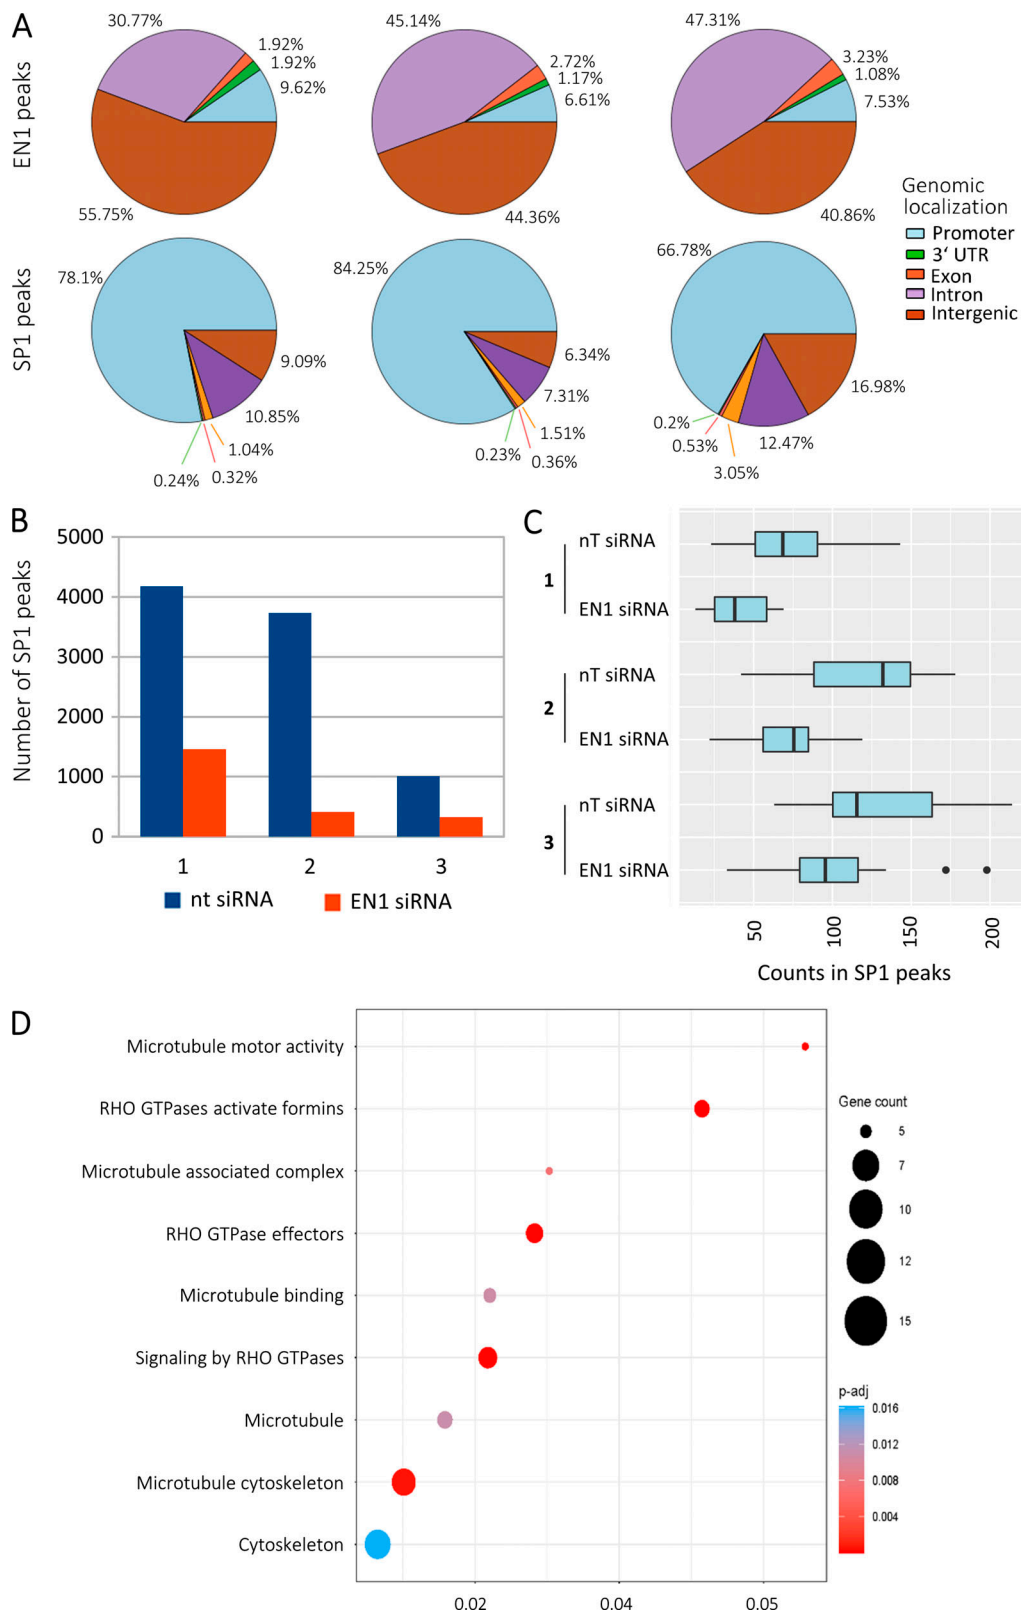 A
EN1 peaks
30.77%
1.92%
1.92%
9.62%
55.75%
45.14%
2.72%
1.17%
6.61%
44.36%
47.31%
3.23%
1.08%
7.53%
40.86%
Genomic
localization
Promoter
3‘ UTR
Exon
Intron
Intergenic
SP1 peaks
78.1%
9.09%
10.85%
1.04%
0.32%
0.24%
84.25%
6.34%
7.31%
1.51%
0.36%
0.23%
66.78%
16.98%
12.47%
3.05%
0.53%
0.2%
B
Number of SP1 peaks
5000
4000
3000
2000
1000
0
1 2 3
nt siRNA EN1 siRNA
C
nT siRNA
1
EN1 siRNA
nT siRNA
2
EN1 siRNA
nT siRNA
3
EN1 siRNA
50 100 150 200
Counts in SP1 peaks
D
Microtubule motor activity
RHO GTPases activate formins
Microtubule associated complex
RHO GTPase effectors
Microtubule binding
Signaling by RHO GTPases
Microtubule
Microtubule cytoskeleton
Cytoskeleton
0.02 0.04 0.05
Gene count
5
7
10
12
15
p-adj
0.016
0.012
0.008
0.004